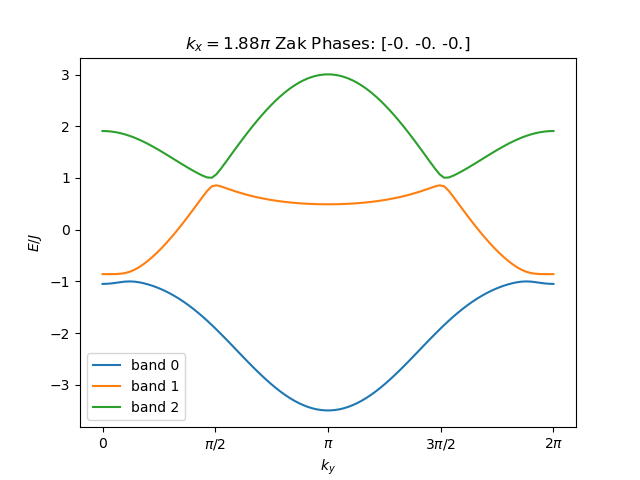 k_x = 1.88π Zak Phases: [-0. -0. -0.]
3
2
1
0
−1
−2
−3
E/J
band 0
band 1
band 2
0 π/2 π 3π/2 2π
k_y